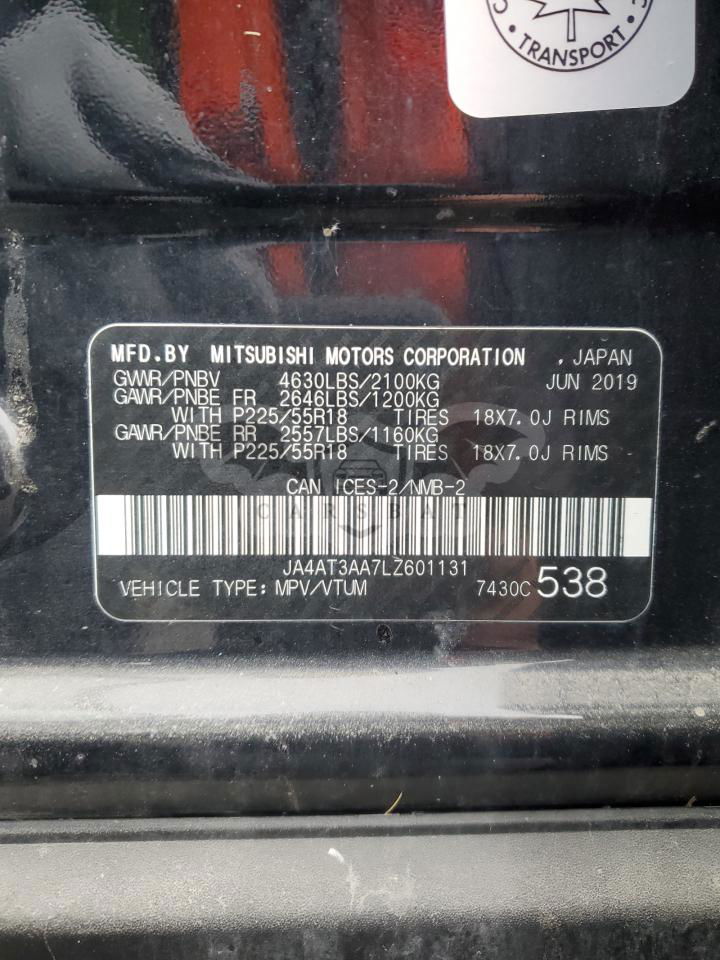 C
C
• TRANSPORT •
MFD.BY MITSUBISHI MOTORS CORPORATION , JAPAN
GVWR/PNBV 4630LBS/2100KG JUN 2019
GAWR/PNBE FR 2646LBS/1200KG
WITH P225/55R18 TIRES 18X7.0J RIMS
GAWR/PNBE RR 2557LBS/1160KG
WITH P225/55R18 TIRES 18X7.0J RIMS
CAN ICES-2/NMB-2
CARSBAT
JA4AT3AA7LZ601131
VEHICLE TYPE: MPV/VTUM 7430C 538